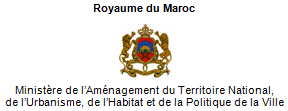 Royaume du Maroc
Ministère de l'Aménagement du Territoire National,
de l'Urbanisme, de l'Habitat et de la Politique de la Ville